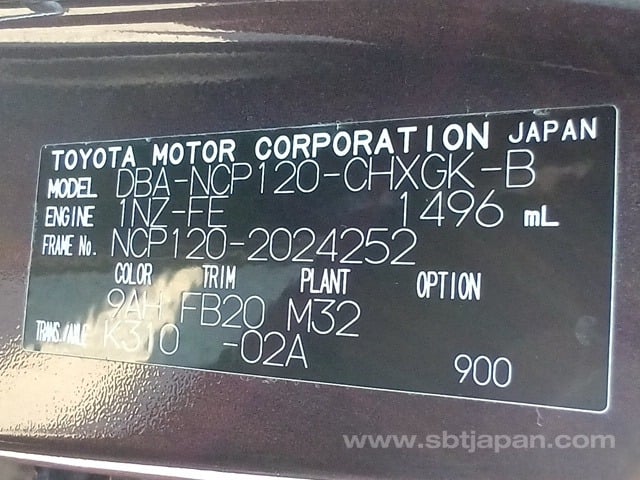 TOYOTA MOTOR CORPORATION JAPAN
MODEL DBA-NCP120-CHXGK-B
ENGINE 1NZ-FE 1496 mL
FRAME No. NCP120-2024252
COLOR TRIM PLANT OPTION
9AH FB20 M32
TRANS./AXLE K310 -02A
900
www.sbtjapan.com